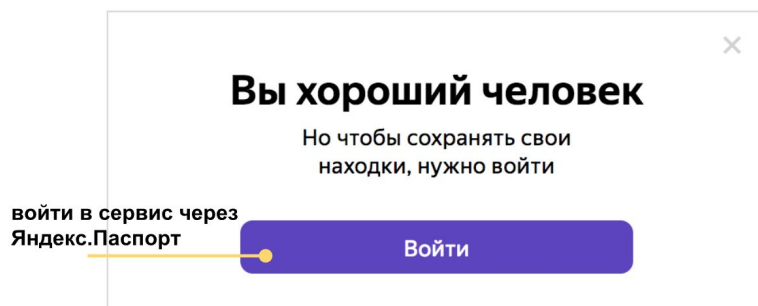 Вы хороший человек
Но чтобы сохранять свои
находки, нужно войти
войти в сервис через
Яндекс.Паспорт
Войти